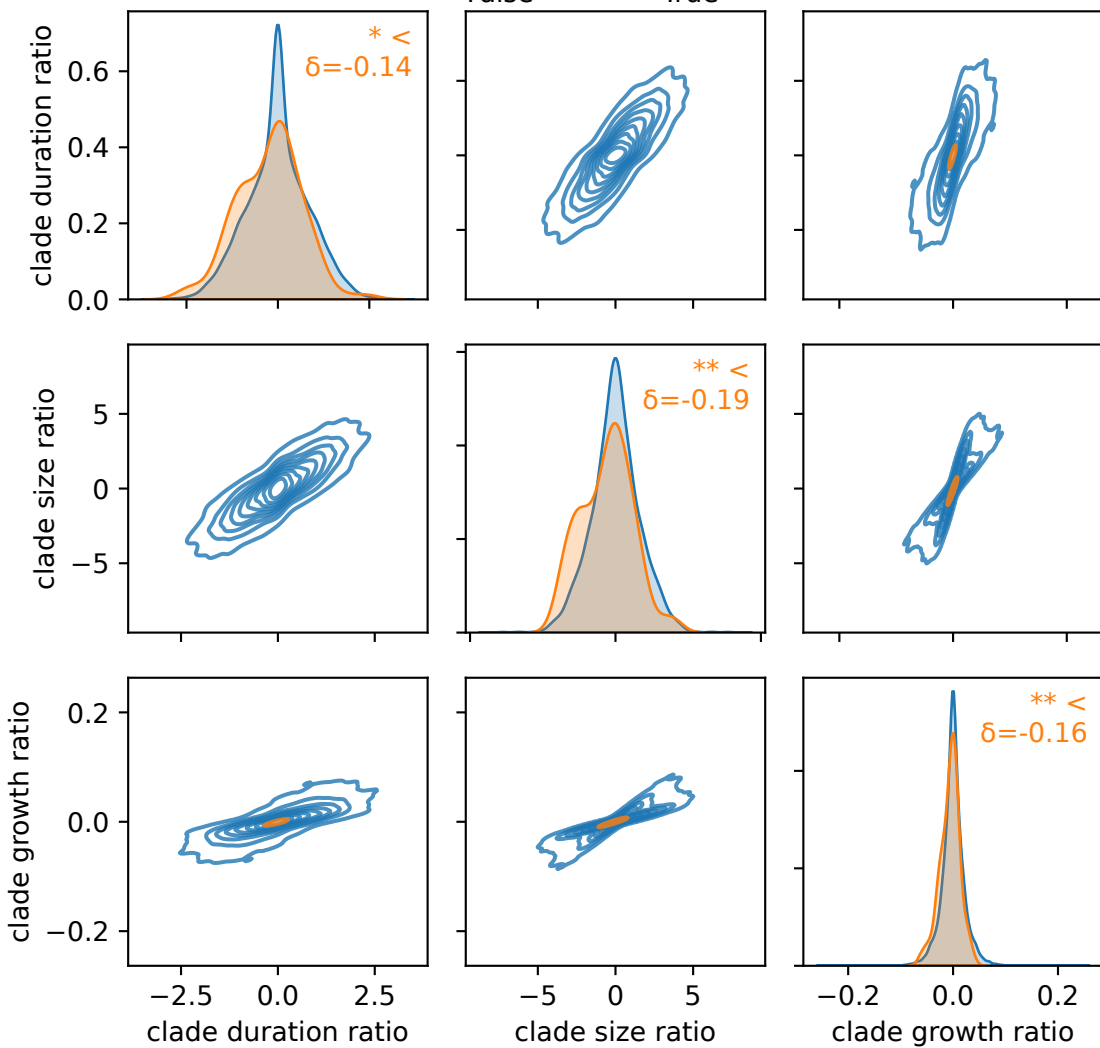 clade duration ratio
0.6
0.4
0.2
0.0
* <
δ=-0.14
clade size ratio
5
0
−5
** <
δ=-0.19
clade growth ratio
0.2
0.0
−0.2
** <
δ=-0.16
−2.5 0.0 2.5
−5 0 5
−0.2 0.0 0.2
clade duration ratio
clade size ratio
clade growth ratio